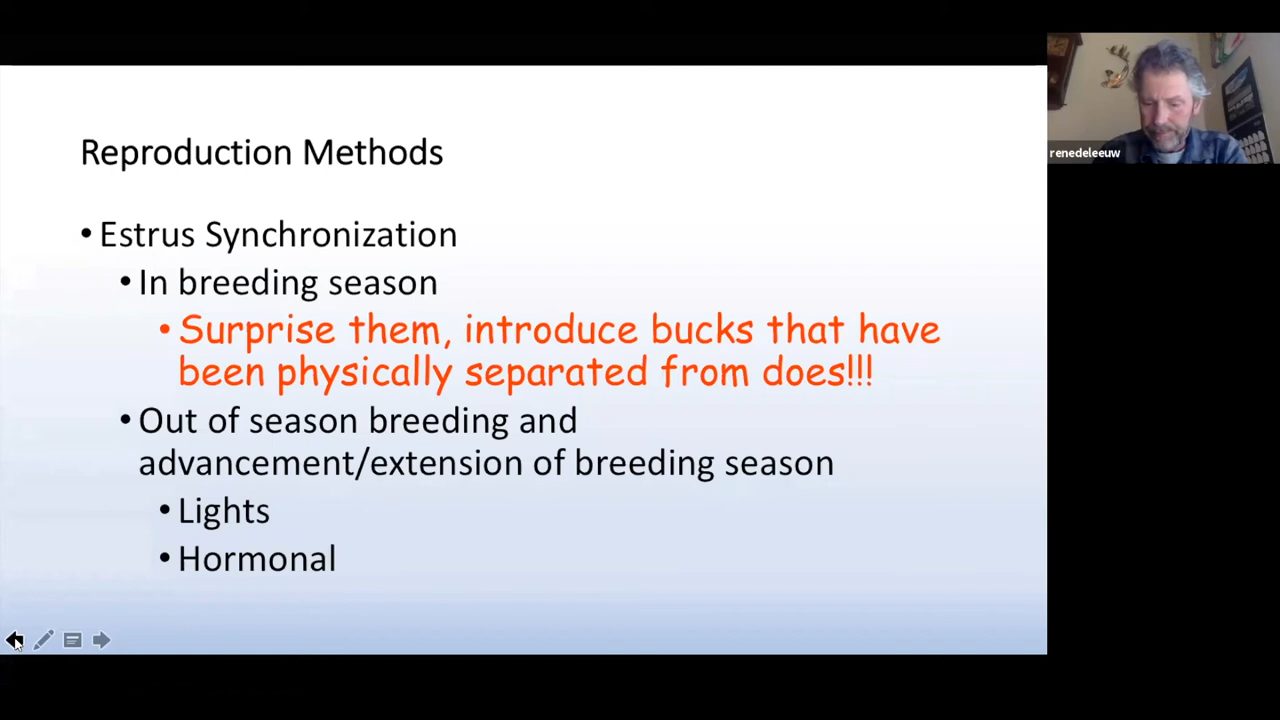 Reproduction Methods
• Estrus Synchronization
• In breeding season
• Surprise them, introduce bucks that have
been physically separated from does!!!
• Out of season breeding and
advancement/extension of breeding season
• Lights
• Hormonal
renedeleeuw